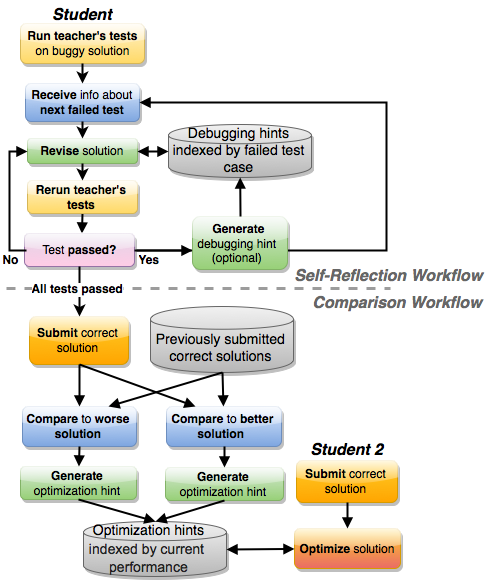 Student
Run teacher's tests
on buggy solution
Receive info about
next failed test
Revise solution
Debugging hints
indexed by failed test
case
Rerun teacher's
tests
Generate
debugging hint
(optional)
Test passed?
No
Yes
Self-Reflection Workflow
All tests passed
Comparison Workflow
Submit correct
solution
Previously submitted
correct solutions
Compare to worse
solution
Compare to better
solution
Generate
optimization hint
Generate
optimization hint
Student 2
Submit correct
solution
Optimization hints
indexed by current
performance
Optimize solution